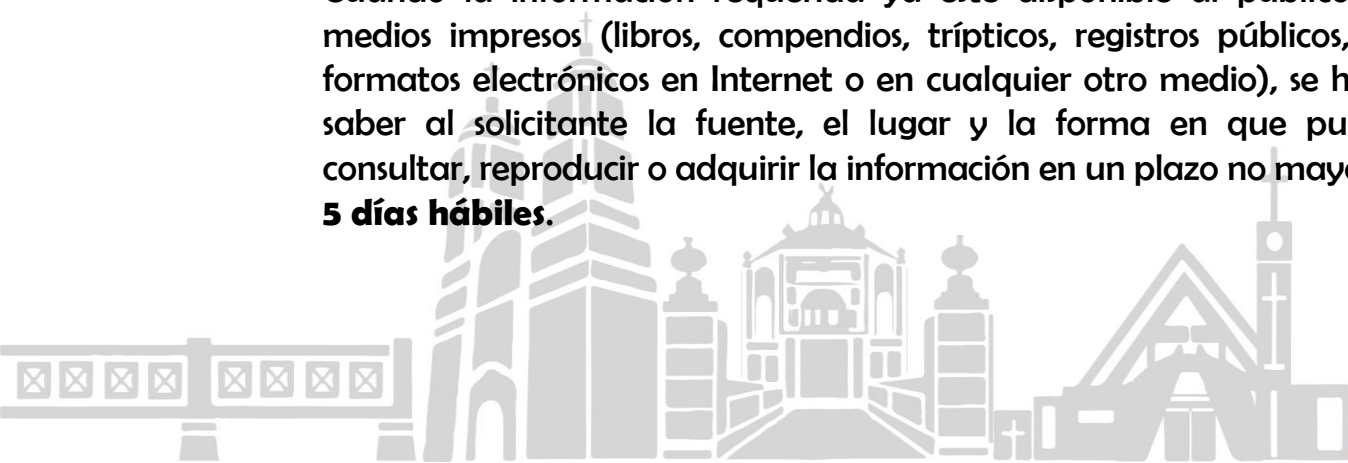 Cuando la información requerida ya esté disponible al público
medios impresos (libros, compendios, trípticos, registros públicos,
formatos electrónicos en Internet o en cualquier otro medio), se h
saber al solicitante la fuente, el lugar y la forma en que pu
consultar, reproducir o adquirir la información en un plazo no may
5 días hábiles.